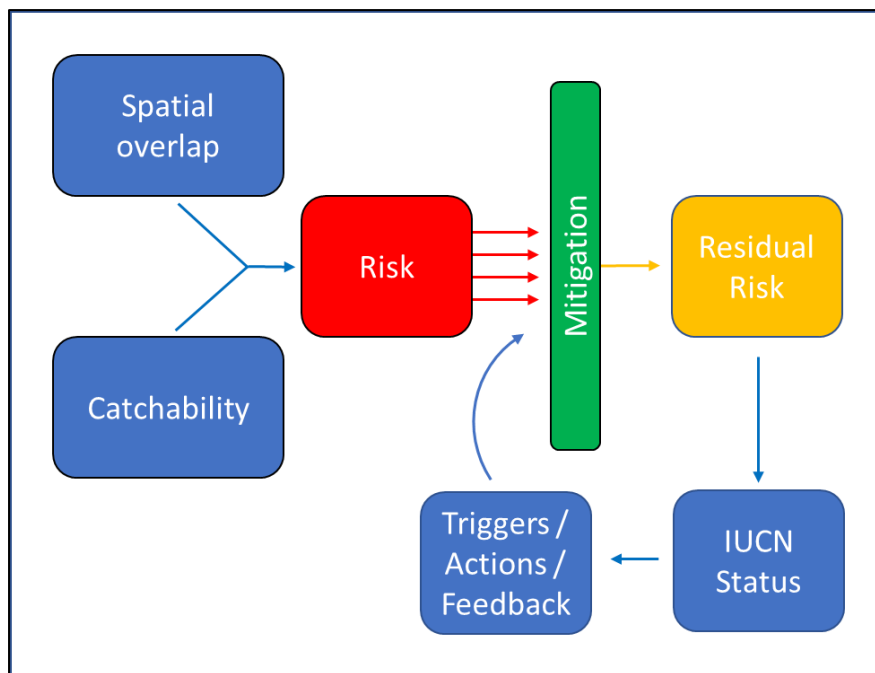 Spatial
overlap
Catchability
Risk
Mitigation
Residual
Risk
IUCN
Status
Triggers /
Actions /
Feedback